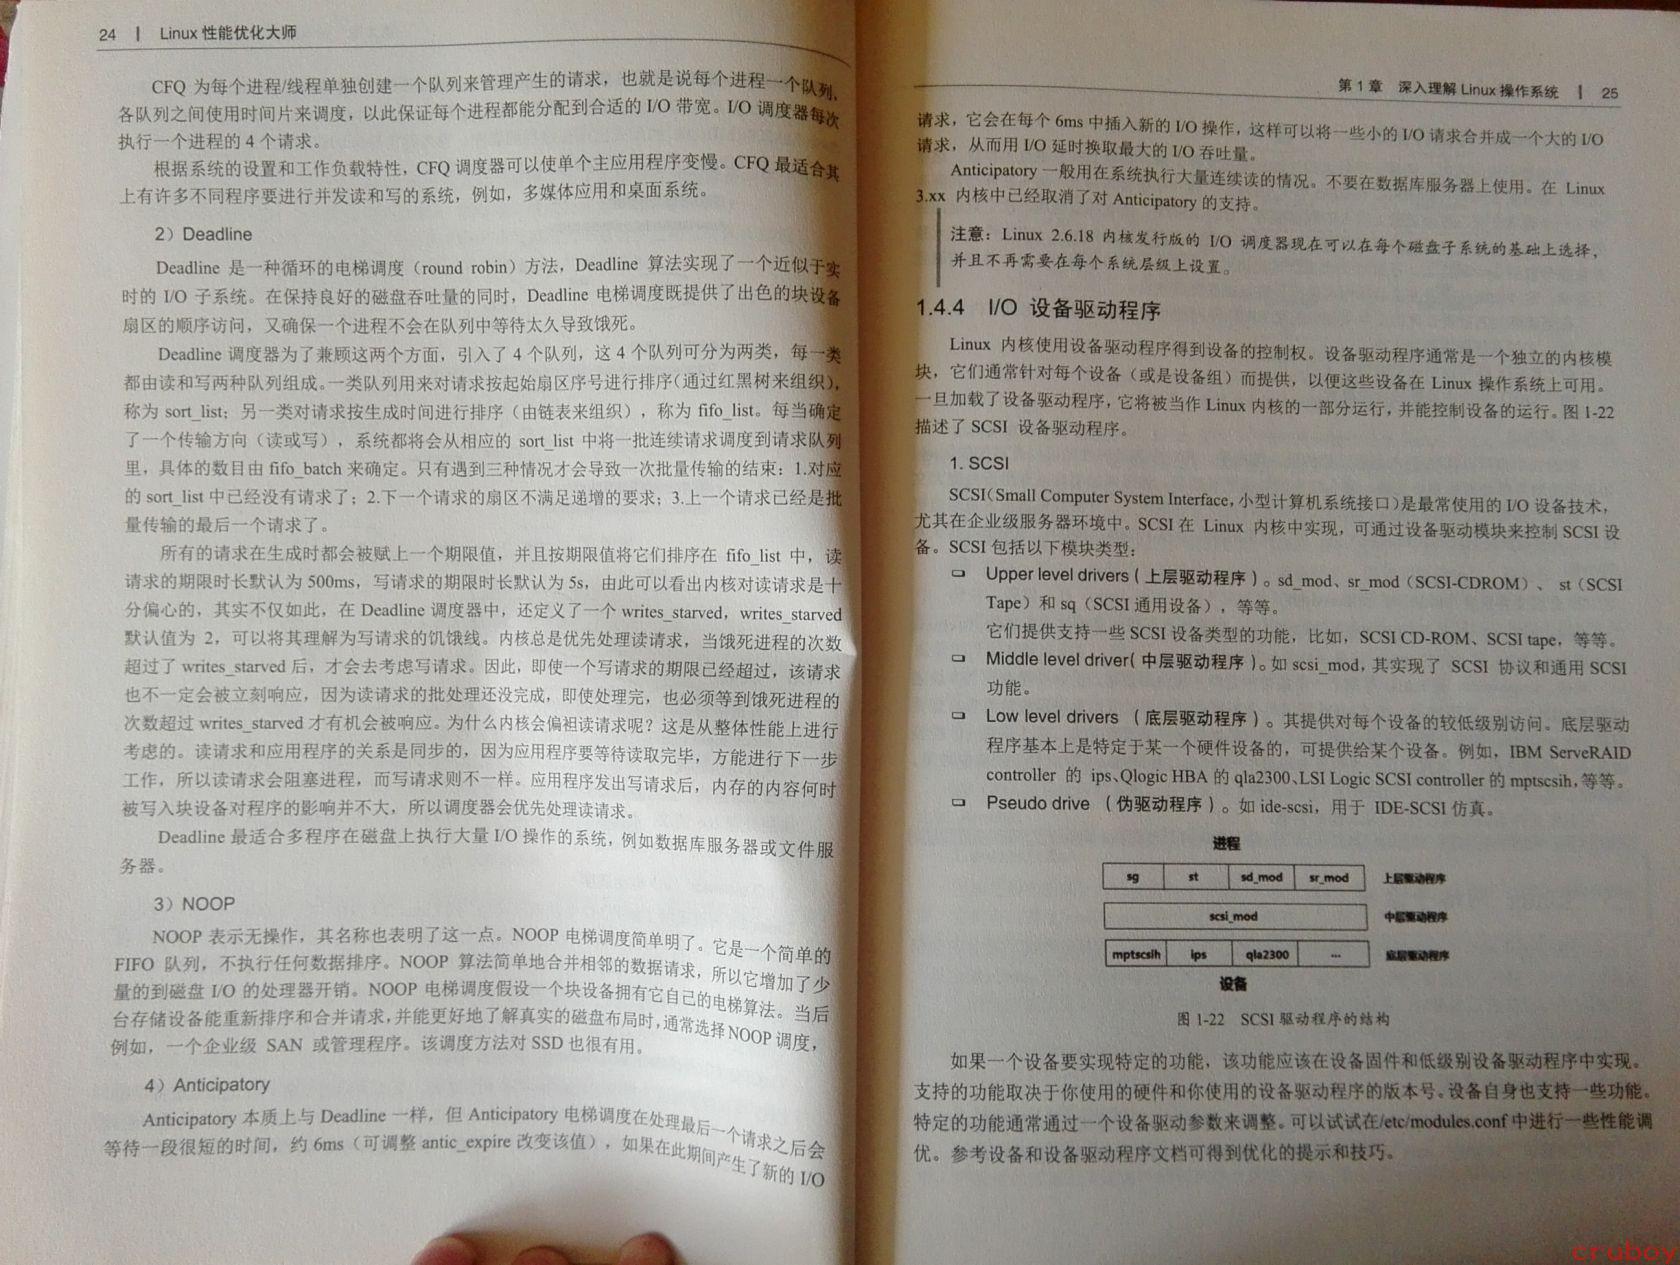 24 | Linux 性能优化大师
CFQ 为每个进程/线程单独创建一个队列来管理产生的请求，也就是说每个进程一个队列，
各队列之间使用时间片来调度，以此保证每个进程都能分配到合适的 I/O 带宽。I/O 调度器每次
执行一个进程的 4 个请求。
根据系统的设置和工作负载特性，CFQ 调度器可以使单个主应用程序变慢。CFQ 最适合其
上有许多不同程序要进行并发读和写的系统，例如，多媒体应用和桌面系统。
2）Deadline
Deadline 是一种循环的电梯调度（round robin）方法，Deadline 算法实现了一个近似于实
时的 I/O 子系统。在保持良好的磁盘吞吐量的同时，Deadline 电梯调度既提供了出色的块设备
扇区的顺序访问，又确保一个进程不会在队列中等待太久导致饿死。
Deadline 调度器为了兼顾这两个方面，引入了 4 个队列，这 4 个队列可分为两类，每一类
都由读和写两种队列组成。一类队列用来对请求按起始扇区序号进行排序（通过红黑树来组织），
称为 sort_list；另一类对请求按生成时间进行排序（由链表来组织），称为 fifo_list。每当确定
了一个传输方向（读或写），系统都将会从相应的 sort_list 中将一批连续请求调度到请求队列
里，具体的数目由 fifo_batch 来确定。只有遇到三种情况才会导致一次批量传输的结束：1.对应
的 sort_list 中已经没有请求了；2.下一个请求的扇区不满足递增的要求；3.上一个请求已经是批
量传输的最后一个请求了。
所有的请求在生成时都会被赋上一个期限值，并且按期限值将它们排序在 fifo_list 中，读
请求的期限时长默认为 500ms，写请求的期限时长默认为 5s，由此可以看出内核对读请求是十
分偏心的，其实不仅如此，在 Deadline 调度器中，还定义了一个 writes_starved，writes_starved
默认值为 2，可以将其理解为写请求的饥饿线。内核总是优先处理读请求，当饿死进程的次数
超过了 writes_starved 后，才会去考虑写请求。因此，即使一个写请求的期限已经超过，该请求
也不一定会被立刻响应，因为读请求的批处理还没完成，即使处理完，也必须等到饿死进程的
次数超过 writes_starved 才有机会被响应。为什么内核会偏袒读请求呢？这是从整体性能上进行
考虑的。读请求和应用程序的关系是同步的，因为应用程序要等待读取完毕，方能进行下一步
工作，所以读请求会阻塞进程，而写请求则不一样。应用程序发出写请求后，内存的内容何时
被写入块设备对程序的影响并不大，所以调度器会优先处理读请求。
Deadline 最适合多程序在磁盘上执行大量 I/O 操作的系统，例如数据库服务器或文件服
务器。
3）NOOP
NOOP 表示无操作，其名称也表明了这一点。NOOP 电梯调度简单明了。它是一个简单的
FIFO 队列，不执行任何数据排序。NOOP 算法简单地合并相邻的数据请求，所以它增加了少
量的到磁盘 I/O 的处理器开销。NOOP 电梯调度假设一个块设备拥有它自己的电梯算法。当后
台存储设备能重新排序和合并请求，并能更好地了解真实的磁盘布局时，通常选择 NOOP 调度，
例如，一个企业级 SAN 或管理程序。该调度方法对 SSD 也很有用。
4）Anticipatory
Anticipatory 本质上与 Deadline 一样，但 Anticipatory 电梯调度在处理最后一个请求之后会
等待一段很短的时间，约 6ms（可调整 antic_expire 改变该值），如果在此期间产生了新的 I/O
第 1 章 深入理解 Linux 操作系统 | 25
请求，它会在每个 6ms 中插入新的 I/O 操作，这样可以将一些小的 I/O 请求合并成一个大的 I/O
请求，从而用 I/O 延时换取最大的 I/O 吞吐量。
Anticipatory 一般用在系统执行大量连续读的情况。不要在数据库服务器上使用。在 Linux
3.xx 内核中已经取消了对 Anticipatory 的支持。
注意：Linux 2.6.18 内核发行版的 I/O 调度器现在可以在每个磁盘子系统的基础上选择，
并且不再需要在每个系统层级上设置。
1.4.4 I/O 设备驱动程序
Linux 内核使用设备驱动程序得到设备的控制权。设备驱动程序通常是一个独立的内核模
块，它们通常针对每个设备（或是设备组）而提供，以便这些设备在 Linux 操作系统上可用。
一旦加载了设备驱动程序，它将被当作 Linux 内核的一部分运行，并能控制设备的运行。图 1-22
描述了 SCSI 设备驱动程序。
1. SCSI
SCSI（Small Computer System Interface，小型计算机系统接口）是最常使用的 I/O 设备技术，
尤其在企业级服务器环境中。SCSI 在 Linux 内核中实现，可通过设备驱动模块来控制 SCSI 设
备。SCSI 包括以下模块类型：
Upper level drivers（上层驱动程序）。sd_mod、sr_mod（SCSI-CDROM）、 st（SCSI
Tape）和 sq（SCSI 通用设备），等等。
它们提供支持一些 SCSI 设备类型的功能，比如，SCSI CD-ROM、SCSI tape，等等。
Middle level driver（中层驱动程序）。如 scsi_mod，其实现了 SCSI 协议和通用 SCSI
功能。
Low level drivers （底层驱动程序）。其提供对每个设备的较低级别访问。底层驱动
程序基本上是特定于某一个硬件设备的，可提供给某个设备。例如，IBM ServeRAID
controller 的 ips、Qlogic HBA 的 qla2300、LSI Logic SCSI controller 的 mptscsih，等等。
Pseudo drive （伪驱动程序）。如 ide-scsi，用于 IDE-SCSI 仿真。
进程
sg st sd_mod sr_mod 上层驱动程序
scsi_mod 中层驱动程序
mptscsih ips qla2300 ... 底层驱动程序
设备
图 1-22 SCSI 驱动程序的结构
如果一个设备要实现特定的功能，该功能应该在设备固件和低级别设备驱动程序中实现。
支持的功能取决于你使用的硬件和你使用的设备驱动程序的版本号。设备自身也支持一些功能。
特定的功能通常通过一个设备驱动参数来调整。可以试试在/etc/modules.conf 中进行一些性能调
优。参考设备和设备驱动程序文档可得到优化的提示和技巧。
cruboy